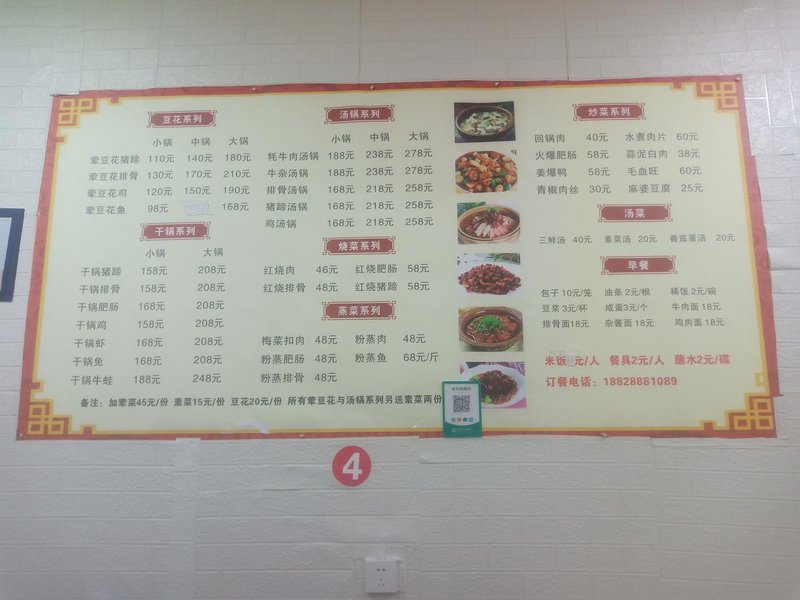 豆花系列
小锅 中锅 大锅
荤豆花猪蹄 110元 140元 180元
荤豆花排骨 130元 170元 210元
荤豆花鸡 120元 150元 190元
荤豆花鱼 98元 168元
干锅系列
小锅 大锅
干锅猪蹄 158元 208元
干锅排骨 158元 208元
干锅肥肠 168元 208元
干锅鸡 158元 208元
干锅虾 168元 208元
干锅兔 168元 208元
干锅牛蛙 188元 248元
汤锅系列
小锅 中锅 大锅
牦牛肉汤锅 188元 238元 278元
牛杂汤锅 188元 238元 278元
排骨汤锅 168元 218元 258元
猪蹄汤锅 168元 218元 258元
鸡汤锅 168元 218元 258元
烧菜系列
红烧肉 46元 红烧肥肠 58元
红烧排骨 48元 红烧猪蹄 58元
蒸菜系列
梅菜扣肉 48元 粉蒸肉 48元
粉蒸肥肠 48元 粉蒸鱼 68元/斤
粉蒸排骨 48元
备注：加荤菜45元/份 素菜15元/份 豆花20元/份 所有荤豆花与汤锅系列另送素菜两份
炒菜系列
回锅肉 40元 水煮肉片 60元
火爆肥肠 58元 蒜泥白肉 38元
姜爆鸭 58元 毛血旺 60元
青椒肉丝 30元 麻婆豆腐 25元
汤菜
三鲜汤 40元 素菜汤 20元 番茄蛋汤 20元
早餐
包子 10元/笼 油条 2元/根 稀饭 2元/碗
豆浆 3元/杯 咸蛋3元/个 牛肉面 18元
排骨面18元 杂酱面 18元 鸡肉面 18元
米饭 元/人 餐具2元/人 蘸水2元/碟
订餐电话：18828881089
4